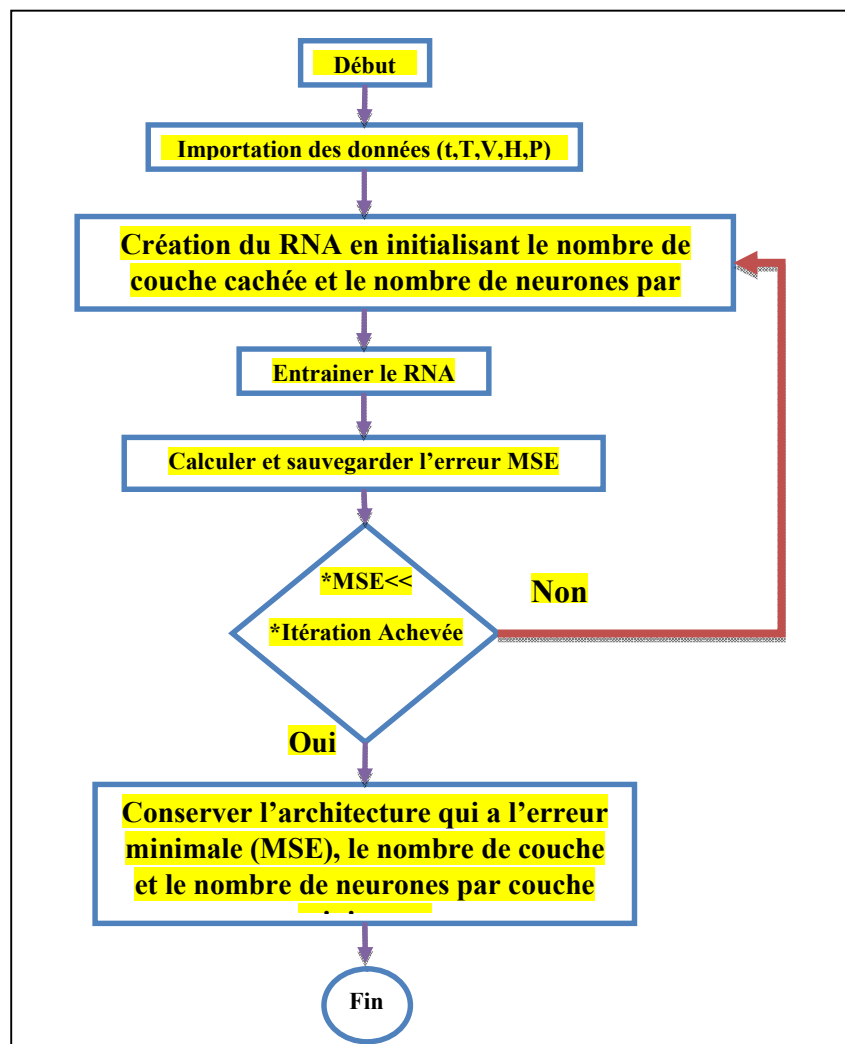 Début
Importation des données (t,T,V,H,P)
Création du RNA en initialisant le nombre de
couche cachée et le nombre de neurones par
Entrainer le RNA
Calculer et sauvegarder l’erreur MSE
*MSE<<
*Itération Achevée
Non
Oui
Conserver l’architecture qui a l’erreur
minimale (MSE), le nombre de couche
et le nombre de neurones par couche
Fin